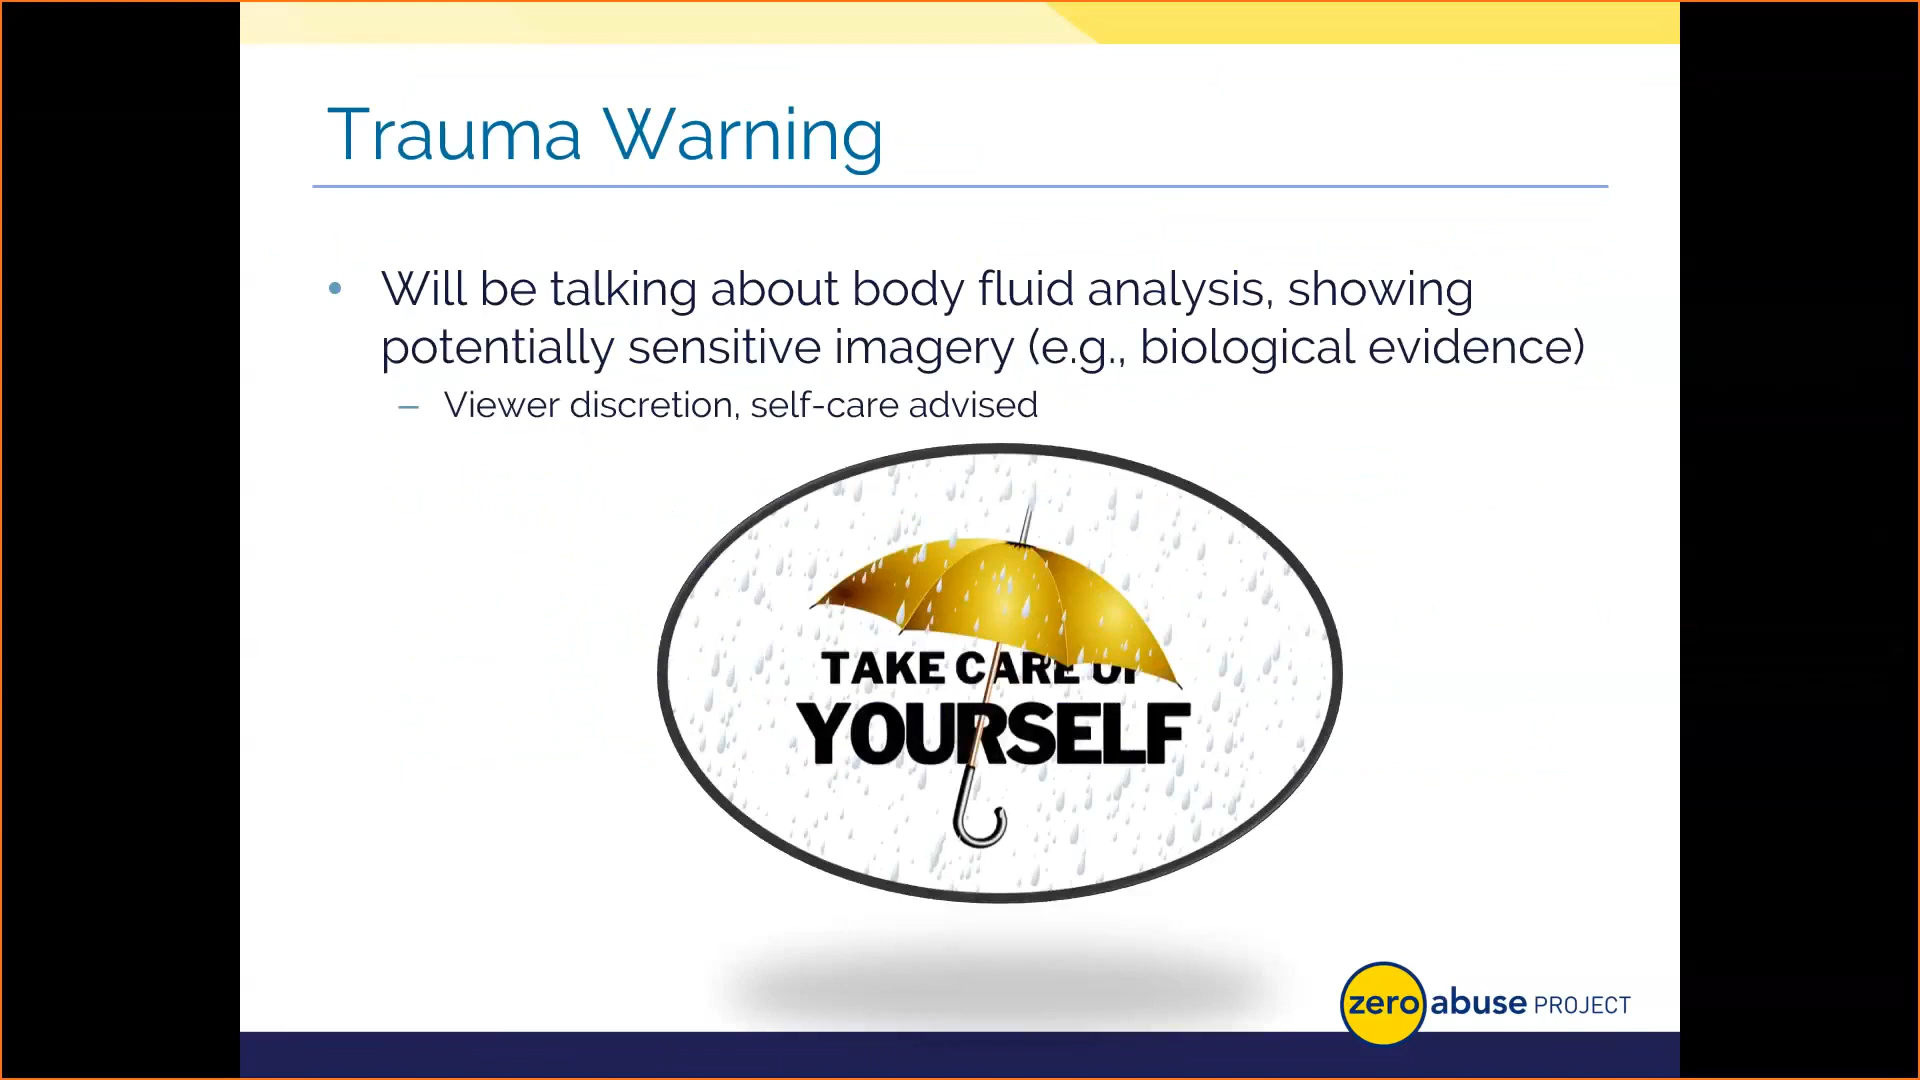 Trauma Warning
• Will be talking about body fluid analysis, showing
potentially sensitive imagery (e.g., biological evidence)
– Viewer discretion, self-care advised
TAKE CARE OF
YOURSELF
zero abuse PROJECT